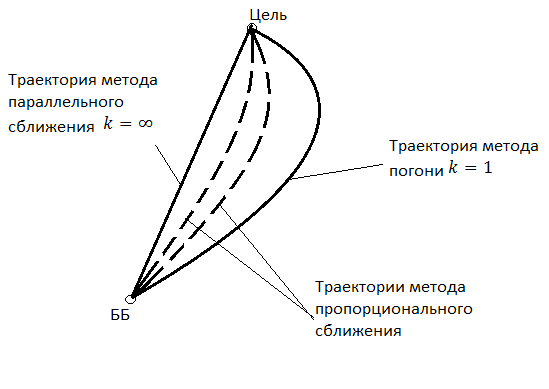 Цель
Траектория метода
параллельного
сближения k = ∞
Траектория метода
погони k = 1
Траектории метода
пропорционального
сближения
ББ